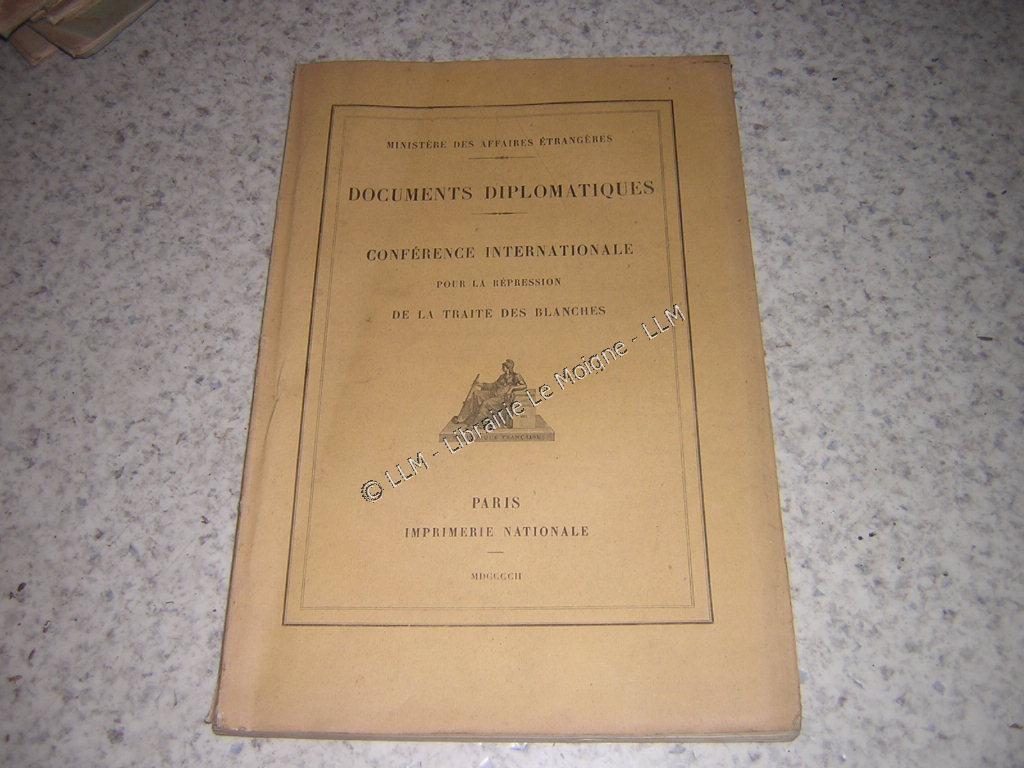 MINISTÈRE DES AFFAIRES ÉTRANGÈRES
DOCUMENTS DIPLOMATIQUES
CONFÉRENCE INTERNATIONALE
POUR LA RÉPRESSION
DE LA TRAITE DES BLANCHES
FRANÇAISE
PARIS
IMPRIMERIE NATIONALE
MDCCCCII
© LLM - Librairie Le Moigne - LLM